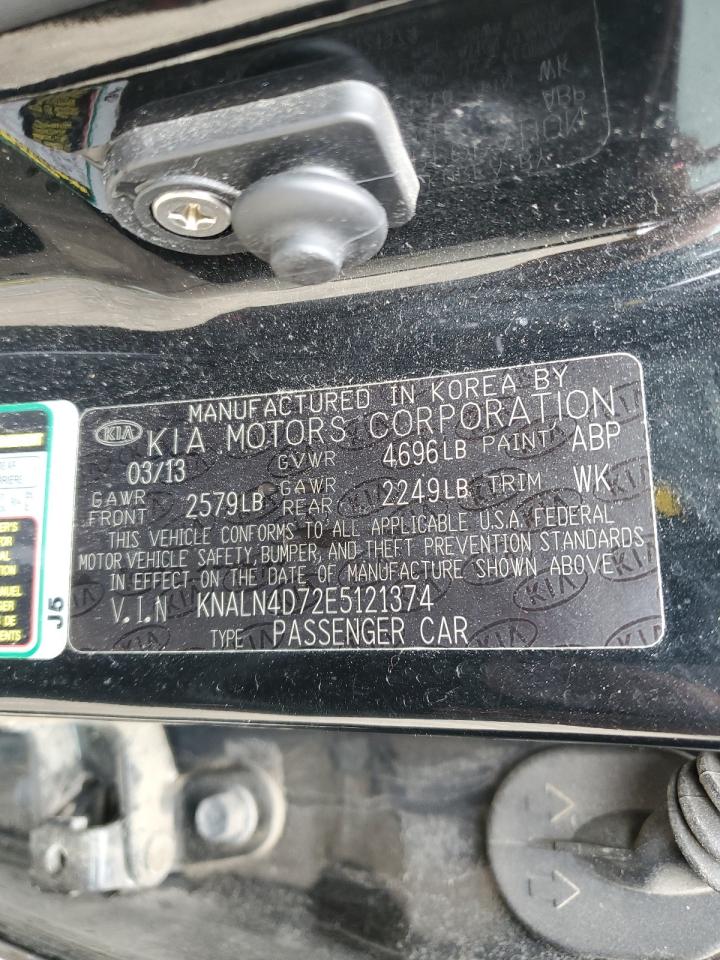 MANUFACTURED IN KOREA BY
KIA KIA MOTORS CORPORATION
03/13 GVWR 4696LB PAINT ABP
GAWR FRONT 2579LB GAWR REAR 2249LB TRIM WK
THIS VEHICLE CONFORMS TO ALL APPLICABLE U.S.A. FEDERAL
MOTOR VEHICLE SAFETY, BUMPER, AND THEFT PREVENTION STANDARDS
IN EFFECT ON THE DATE OF MANUFACTURE SHOWN ABOVE.
V.I.N KNALN4D72E5121374
TYPE PASSENGER CAR
J5